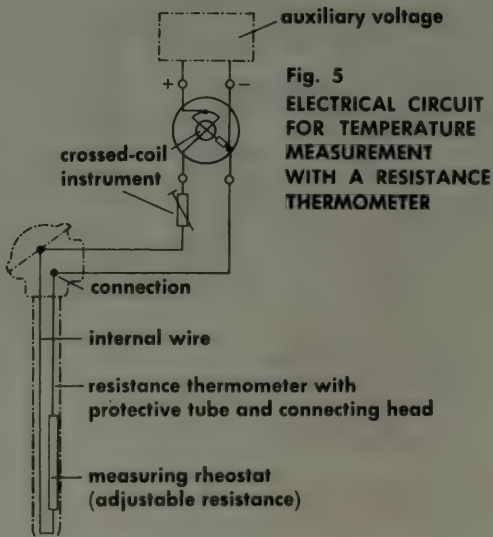 auxiliary voltage
+
–
Fig. 5
ELECTRICAL CIRCUIT
FOR TEMPERATURE
MEASUREMENT
WITH A RESISTANCE
THERMOMETER
crossed-coil
instrument
connection
internal wire
resistance thermometer with
protective tube and connecting head
measuring rheostat
(adjustable resistance)